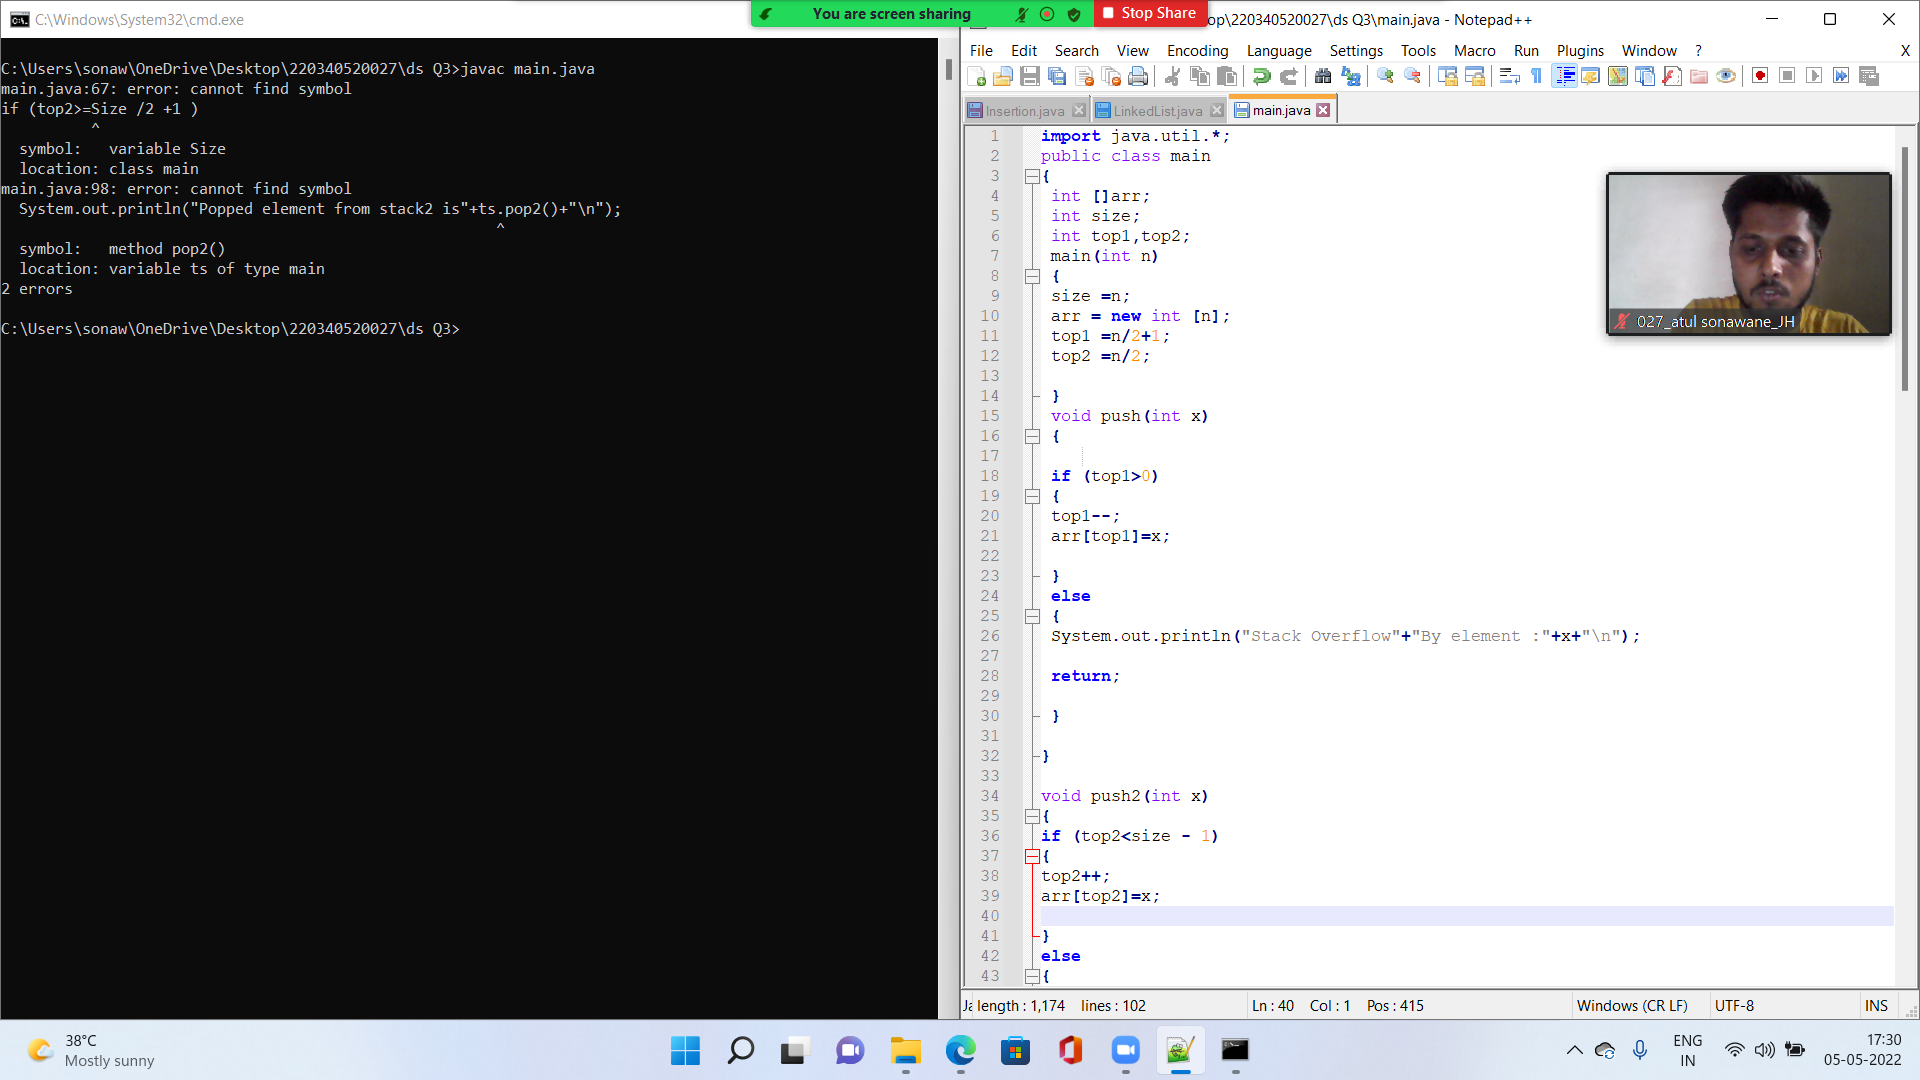 C:\Windows\System32\cmd.exe
You are screen sharing
Stop Share
op\220340520027\ds Q3\main.java - Notepad++
C:\Users\sonaw\OneDrive\Desktop\220340520027\ds Q3>javac main.java
main.java:67: error: cannot find symbol
if (top2>=Size /2 +1 )
^
symbol:   variable Size
location: class main
main.java:98: error: cannot find symbol
System.out.println("Popped element from stack2 is"+ts.pop2()+"\n");
^
symbol:   method pop2()
location: variable ts of type main
2 errors
C:\Users\sonaw\OneDrive\Desktop\220340520027\ds Q3>
File Edit Search View Encoding Language Settings Tools Macro Run Plugins Window ? X
Insertion.java LinkedList.java main.java
1 import java.util.*;
2 public class main
3 {
4 int []arr;
5 int size;
6 int top1,top2;
7 main(int n)
8 {
9 size =n;
10 arr = new int [n];
11 top1 =n/2+1;
12 top2 =n/2;
13
14 }
15 void push(int x)
16 {
17
18 if (top1>0)
19 {
20 top1--;
21 arr[top1]=x;
22
23 }
24 else
25 {
26 System.out.println("Stack Overflow"+"By element :"+x+"\n");
27
28 return;
29
30 }
31
32 }
33
34 void push2(int x)
35 {
36 if (top2<size - 1)
37 {
38 top2++;
39 arr[top2]=x;
40
41 }
42 else
43 {
027_atul sonawane_JH
Ja length : 1,174 lines : 102 Ln : 40 Col : 1 Pos : 415 Windows (CR LF) UTF-8 INS
38°C
Mostly sunny
ENG
IN
17:30
05-05-2022